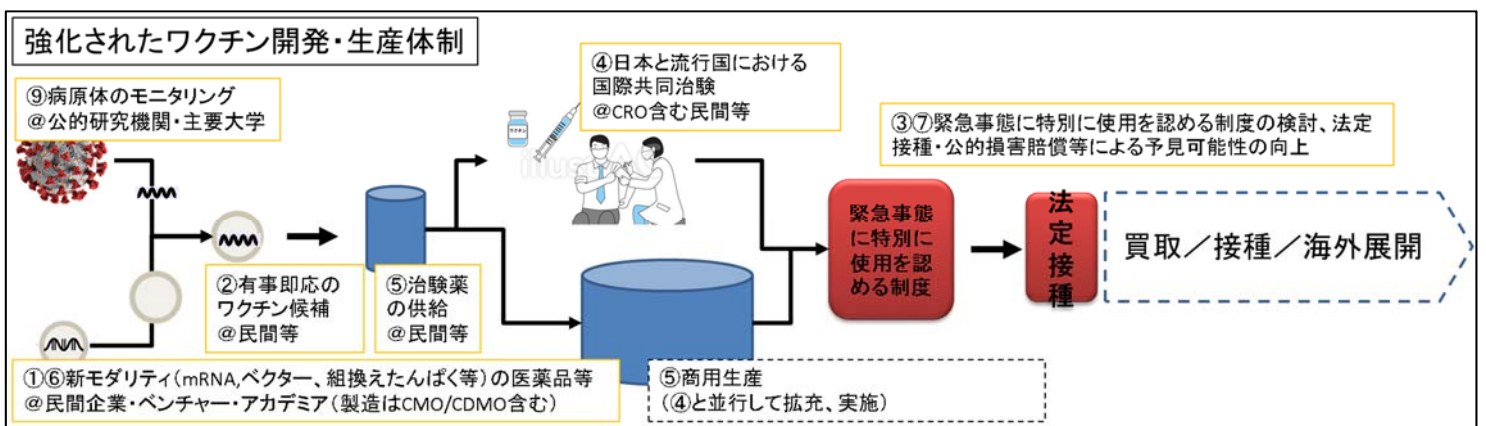 強化されたワクチン開発・生産体制
⑨病原体のモニタリング
@公的研究機関・主要大学
④日本と流行国における
国際共同治験
@CRO含む民間等
ワクチン
③⑦緊急事態に特別に使用を認める制度の検討、法定
接種・公的損害賠償等による予見可能性の向上
②有事即応の
ワクチン候補
@民間等
⑤治験薬
の供給
@民間等
緊急事態
に特別に
使用を認
める制度
法定接種
買取／接種／海外展開
①⑥新モダリティ（mRNA,ベクター、組換えたんぱく等）の医薬品等
@民間企業・ベンチャー・アカデミア（製造はCMO/CDMO含む）
⑤商用生産
（④と並行して拡充、実施）